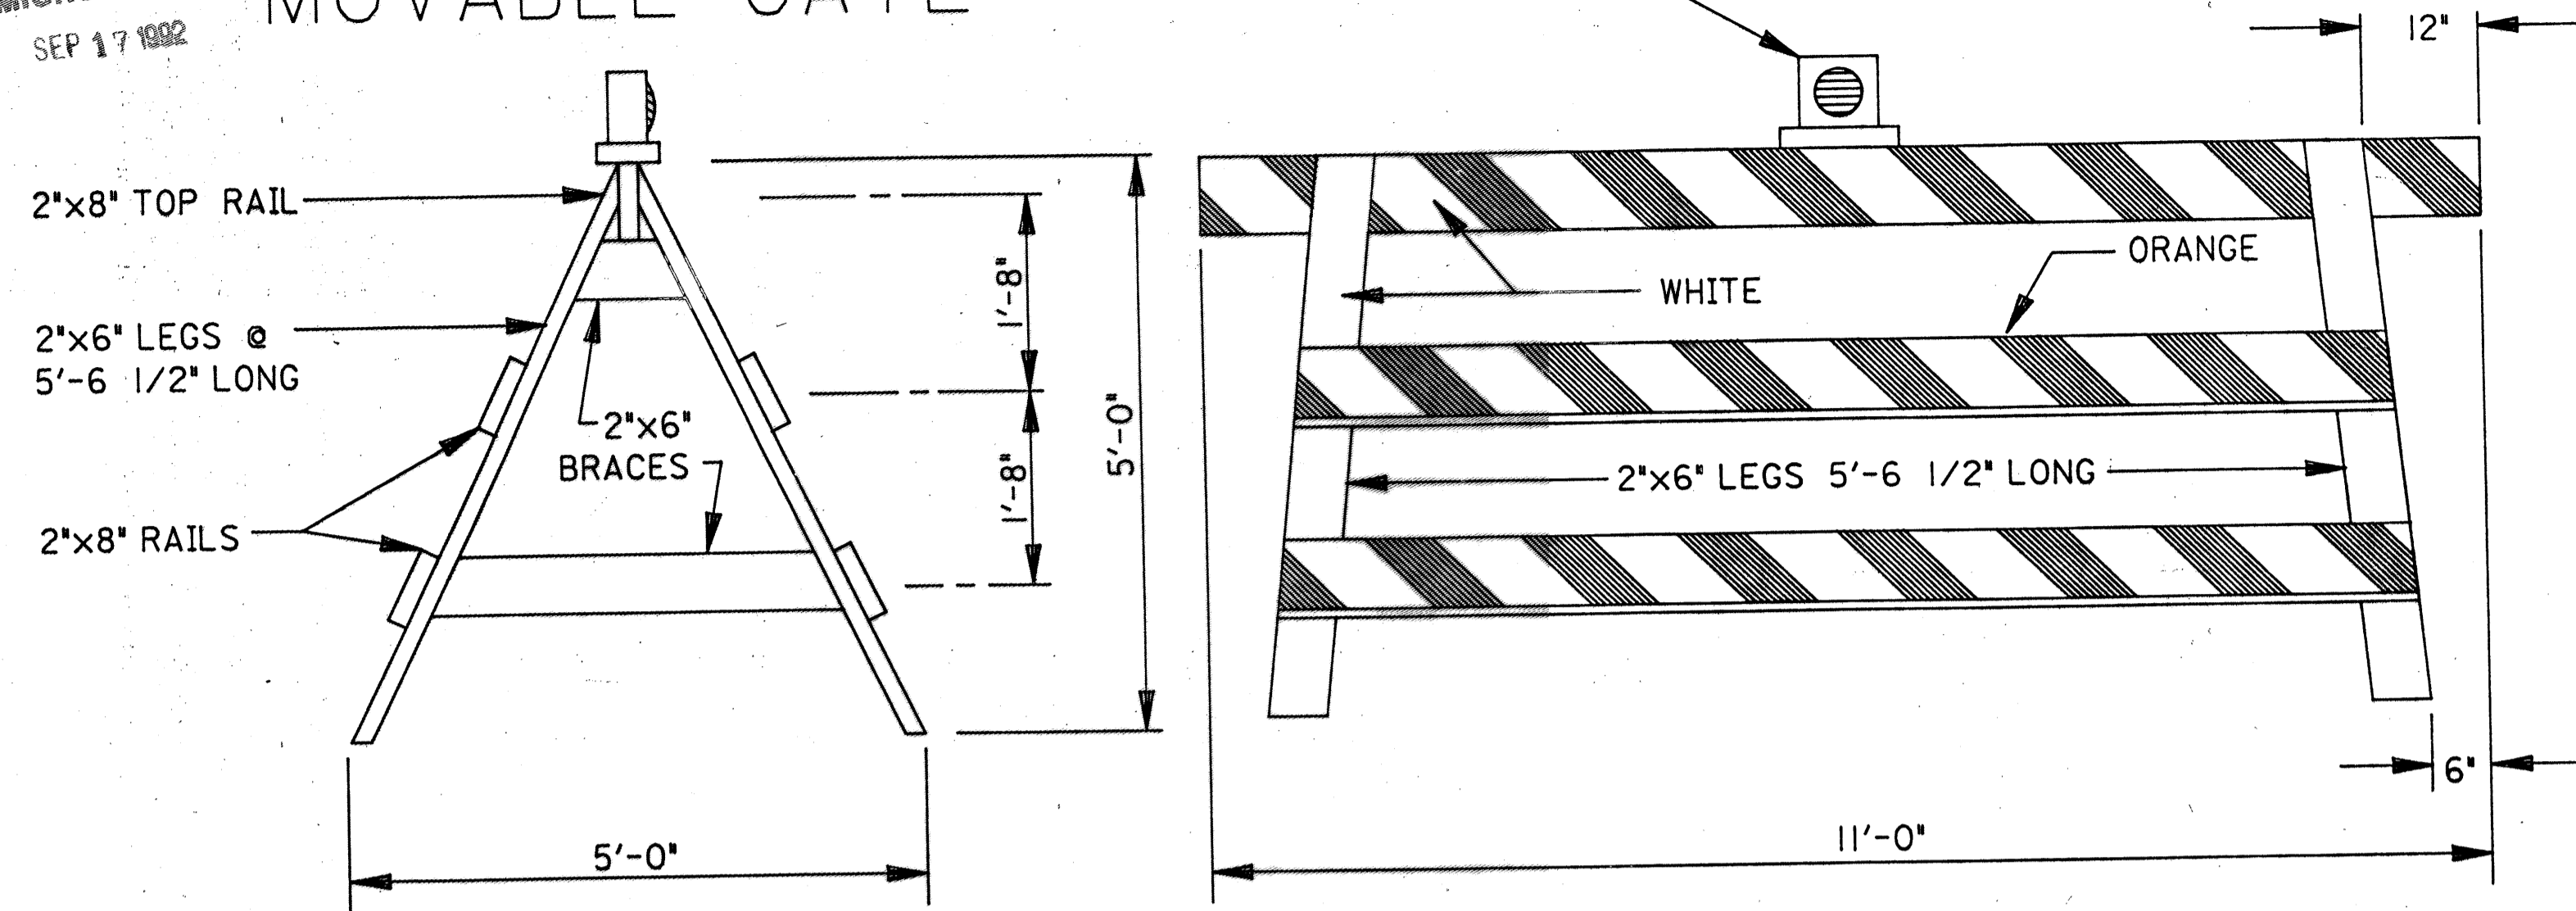 MOVABLE GATE
SEP 17 1992
12"
2"x8" TOP RAIL
ORANGE
1'-8"
WHITE
2"x6" LEGS @
5'-6 1/2" LONG
2"x6"
BRACES
1'-8"
5'-0"
2"x6" LEGS 5'-6 1/2" LONG
2"x8" RAILS
6"
11'-0"
5'-0"